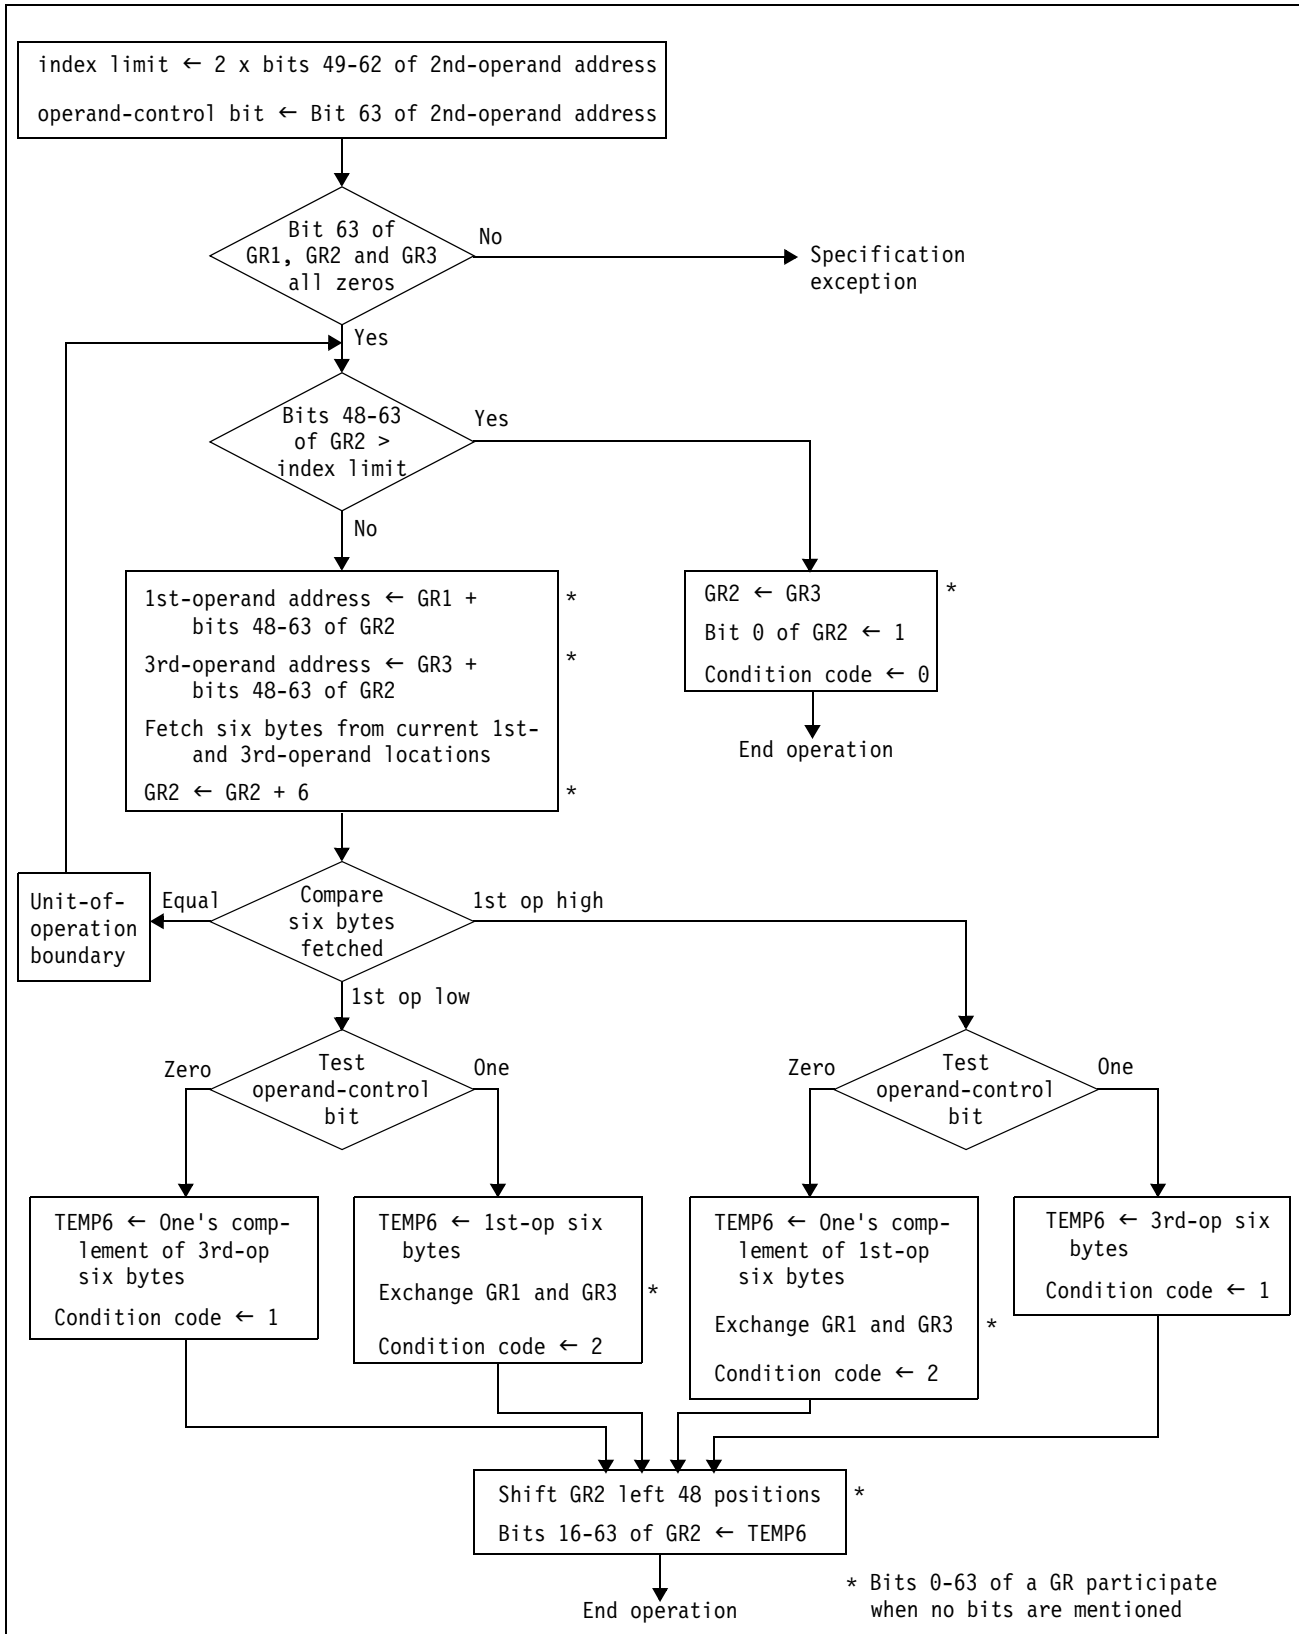 index limit ← 2 x bits 49-62 of 2nd-operand address
operand-control bit ← Bit 63 of 2nd-operand address
Bit 63 of
GR1, GR2 and GR3
all zeros
No
Specification
exception
Yes
Bits 48-63
of GR2 >
index limit
Yes
No
1st-operand address ← GR1 + *
bits 48-63 of GR2
3rd-operand address ← GR3 + *
bits 48-63 of GR2
Fetch six bytes from current 1st-
and 3rd-operand locations
GR2 ← GR2 + 6 *
GR2 ← GR3 *
Bit 0 of GR2 ← 1
Condition code ← 0
End operation
Unit-of-
operation
boundary
Equal
Compare
six bytes
fetched
1st op high
1st op low
Zero
Test
operand-control
bit
One
Zero
Test
operand-control
bit
One
TEMP6 ← One's comp-
lement of 3rd-op
six bytes
Condition code ← 1
TEMP6 ← 1st-op six
bytes
Exchange GR1 and GR3 *
Condition code ← 2
TEMP6 ← One's comp-
lement of 1st-op
six bytes
Exchange GR1 and GR3 *
Condition code ← 2
TEMP6 ← 3rd-op six
bytes
Condition code ← 1
Shift GR2 left 48 positions *
Bits 16-63 of GR2 ← TEMP6
End operation
* Bits 0-63 of a GR participate
when no bits are mentioned